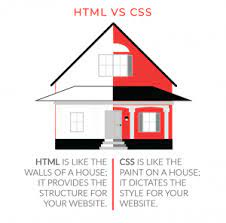 HTML VS CSS
HTML IS LIKE THE
WALLS OF A HOUSE;
IT PROVIDES THE
STRUCTURE FOR
YOUR WEBSITE.
CSS IS LIKE THE
PAINT ON A HOUSE;
IT DICTATES THE
STYLE FOR YOUR
WEBSITE.